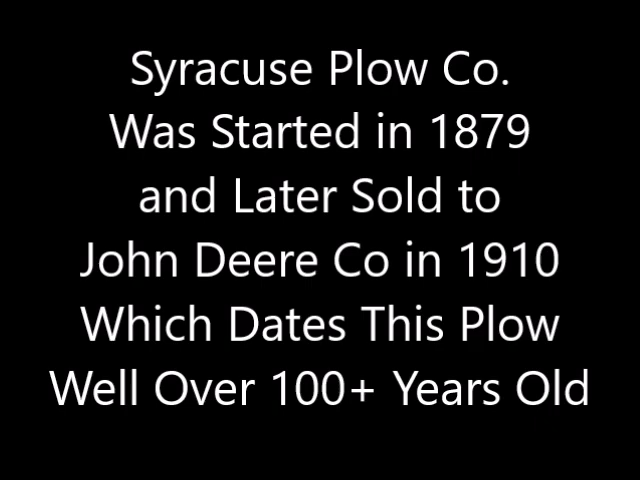 Syracuse Plow Co.
Was Started in 1879
and Later Sold to
John Deere Co in 1910
Which Dates This Plow
Well Over 100+ Years Old